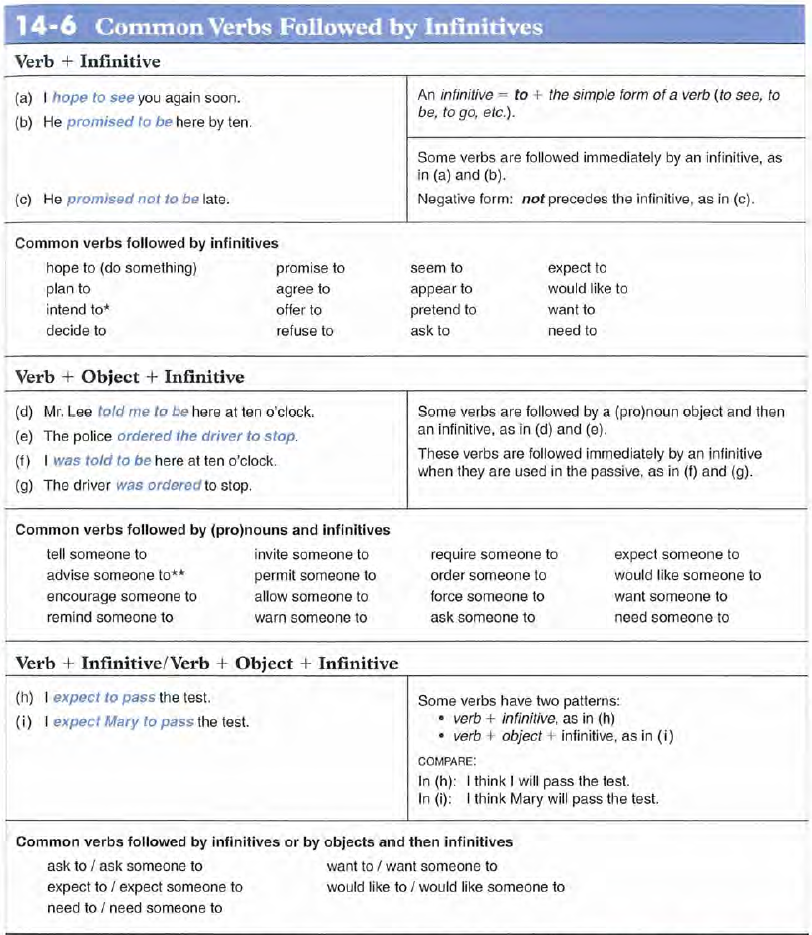 14-6 Common Verbs Followed by Infinitives
Verb + Infinitive
(a) I hope to see you again soon.
(b) He promised to be here by ten.
(c) He promised not to be late.
An infinitive = to + the simple form of a verb (to see, to
be, to go, etc.).
Some verbs are followed immediately by an infinitive, as
in (a) and (b).
Negative form: not precedes the infinitive, as in (c).
Common verbs followed by infinitives
hope to (do something) promise to seem to expect to
plan to agree to appear to would like to
intend to* offer to pretend to want to
decide to refuse to ask to need to
Verb + Object + Infinitive
(d) Mr. Lee told me to be here at ten o'clock.
(e) The police ordered the driver to stop.
(f) I was told to be here at ten o'clock.
(g) The driver was ordered to stop.
Some verbs are followed by a (pro)noun object and then
an infinitive, as in (d) and (e).
These verbs are followed immediately by an infinitive
when they are used in the passive, as in (f) and (g).
Common verbs followed by (pro)nouns and infinitives
tell someone to invite someone to require someone to expect someone to
advise someone to** permit someone to order someone to would like someone to
encourage someone to allow someone to force someone to want someone to
remind someone to warn someone to ask someone to need someone to
Verb + Infinitive/Verb + Object + Infinitive
(h) I expect to pass the test.
(i) I expect Mary to pass the test.
Some verbs have two patterns:
• verb + infinitive, as in (h)
• verb + object + infinitive, as in (i)
COMPARE:
In (h): I think I will pass the test.
In (i): I think Mary will pass the test.
Common verbs followed by infinitives or by objects and then infinitives
ask to / ask someone to want to / want someone to
expect to / expect someone to would like to / would like someone to
need to / need someone to